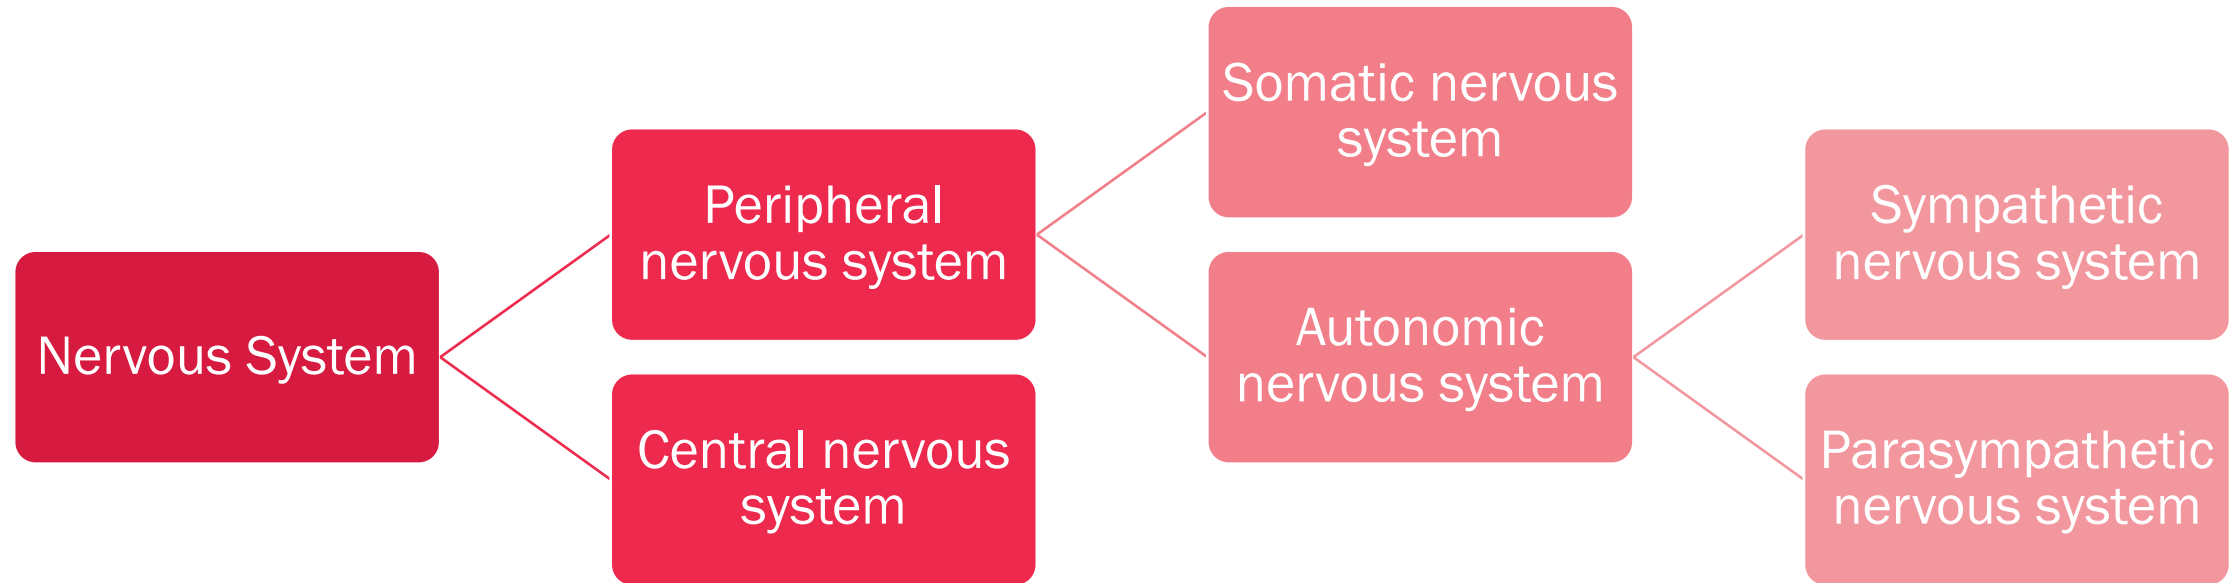 Nervous System
Peripheral
nervous system
Central nervous
system
Somatic nervous
system
Autonomic
nervous system
Sympathetic
nervous system
Parasympathetic
nervous system